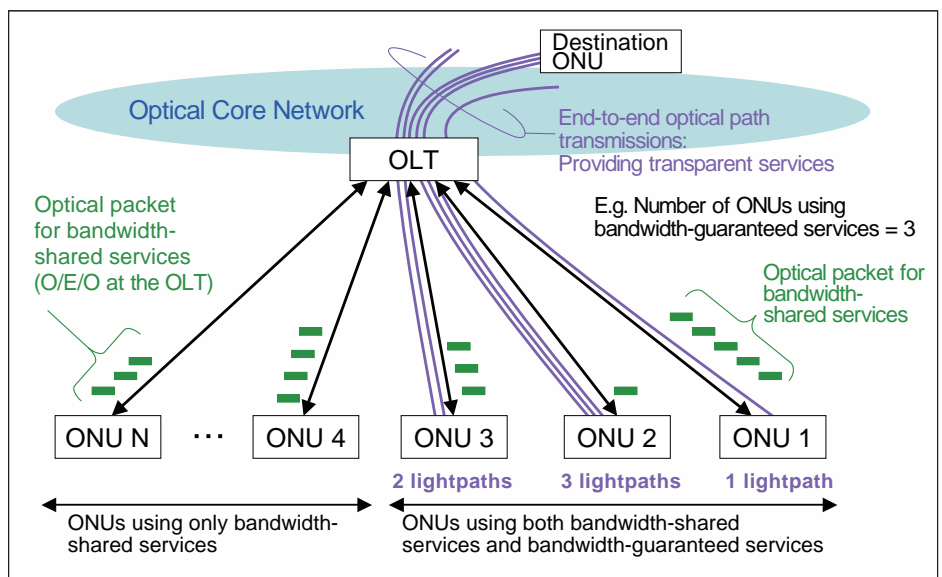 Destination
ONU
Optical Core Network
End-to-end optical path
transmissions:
Providing transparent services
OLT
Optical packet
for bandwidth-
shared services
(O/E/O at the OLT)
E.g. Number of ONUs using
bandwidth-guaranteed services = 3
Optical packet for
bandwidth-
shared services
ONU N
...
ONU 4
ONU 3
ONU 2
ONU 1
2 lightpaths
3 lightpaths
1 lightpath
ONUs using only bandwidth-
shared services
ONUs using both bandwidth-shared
services and bandwidth-guaranteed services